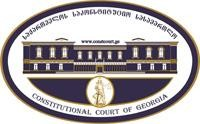 საქართველოს საკონსტიტუციო სასამართლო
www.constcourt.ge
CONSTITUTIONAL COURT OF GEORGIA